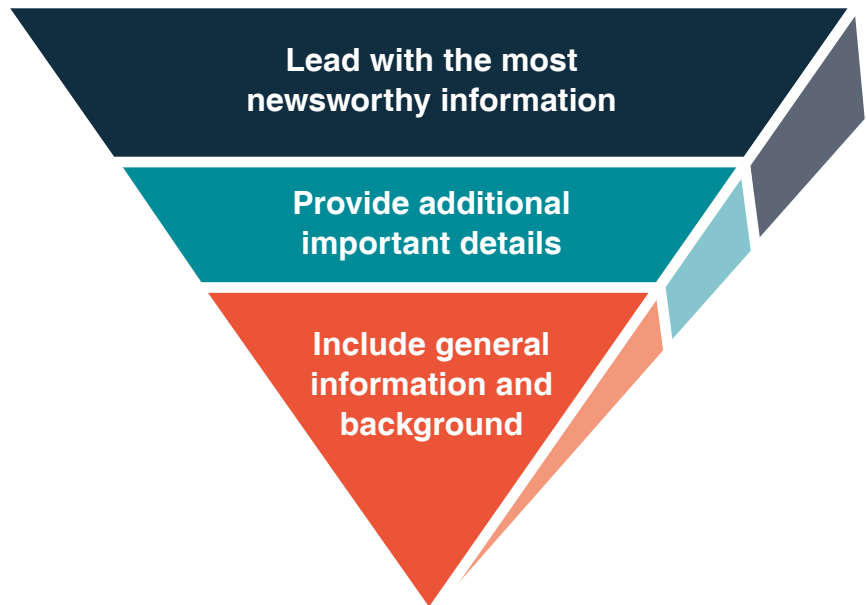 Lead with the most
newsworthy information
Provide additional
important details
Include general
information and
background